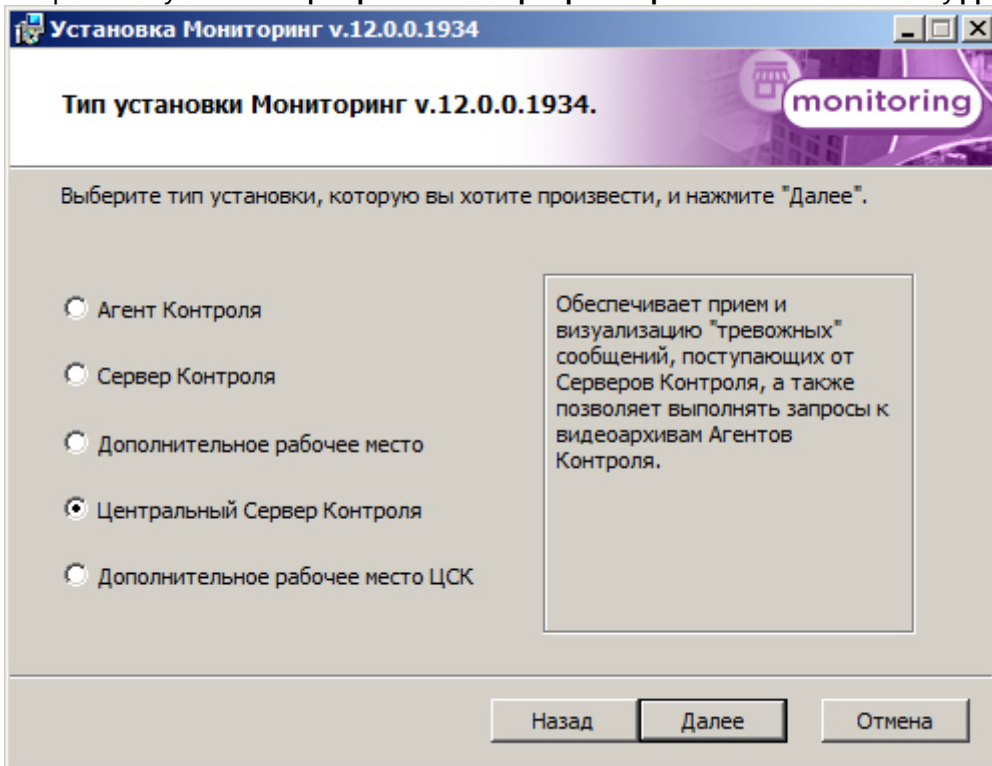 Установка Мониторинг v.12.0.0.1934
Тип установки Мониторинг v.12.0.0.1934.
monitoring
Выберите тип установки, которую вы хотите произвести, и нажмите "Далее".
Агент Контроля
Сервер Контроля
Дополнительное рабочее место
Центральный Сервер Контроля
Дополнительное рабочее место ЦСК
Обеспечивает прием и
визуализацию "тревожных"
сообщений, поступающих от
Серверов Контроля, а также
позволяет выполнять запросы к
видеоархивам Агентов
Контроля.
Назад
Далее
Отмена